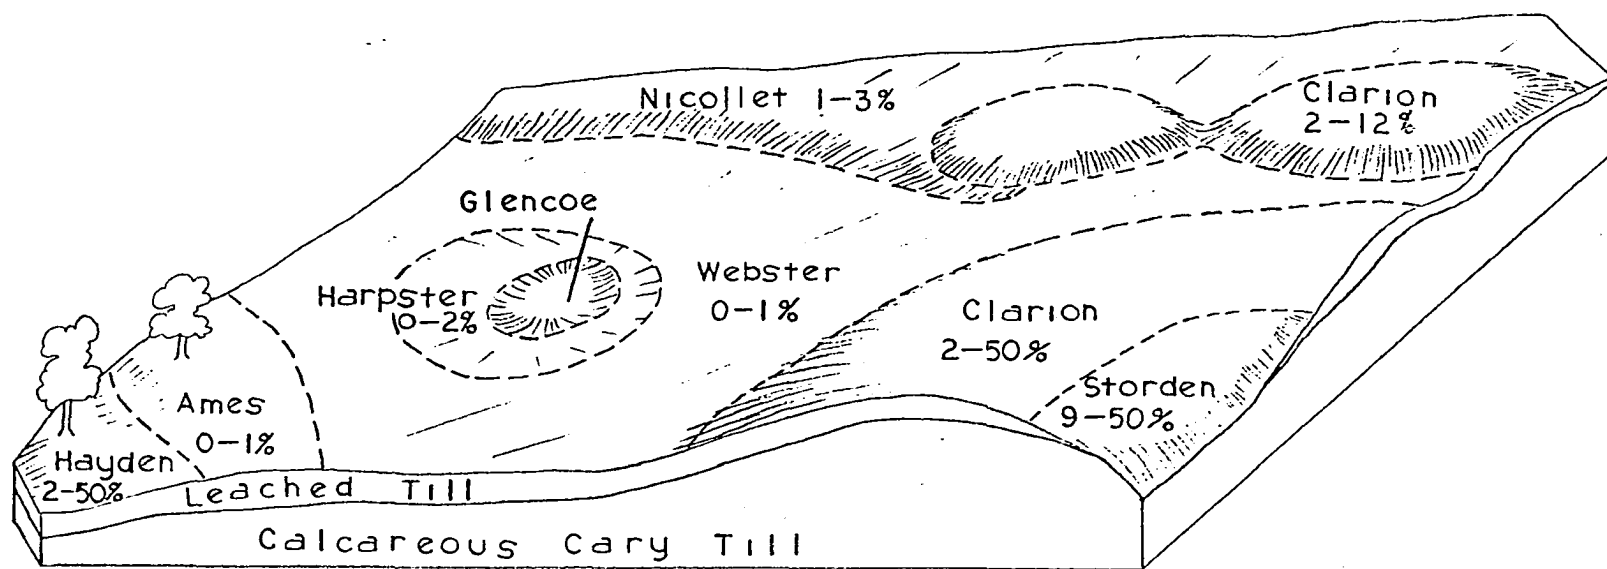 Nicollet 1-3%
Clarion
2-12%
Glencoe
Harpster
0-2%
Webster
0-1%
Clarion
2-50%
Storden
9-50%
Ames
0-1%
Hayden
2-50%
Leached Till
Calcareous Cary Till